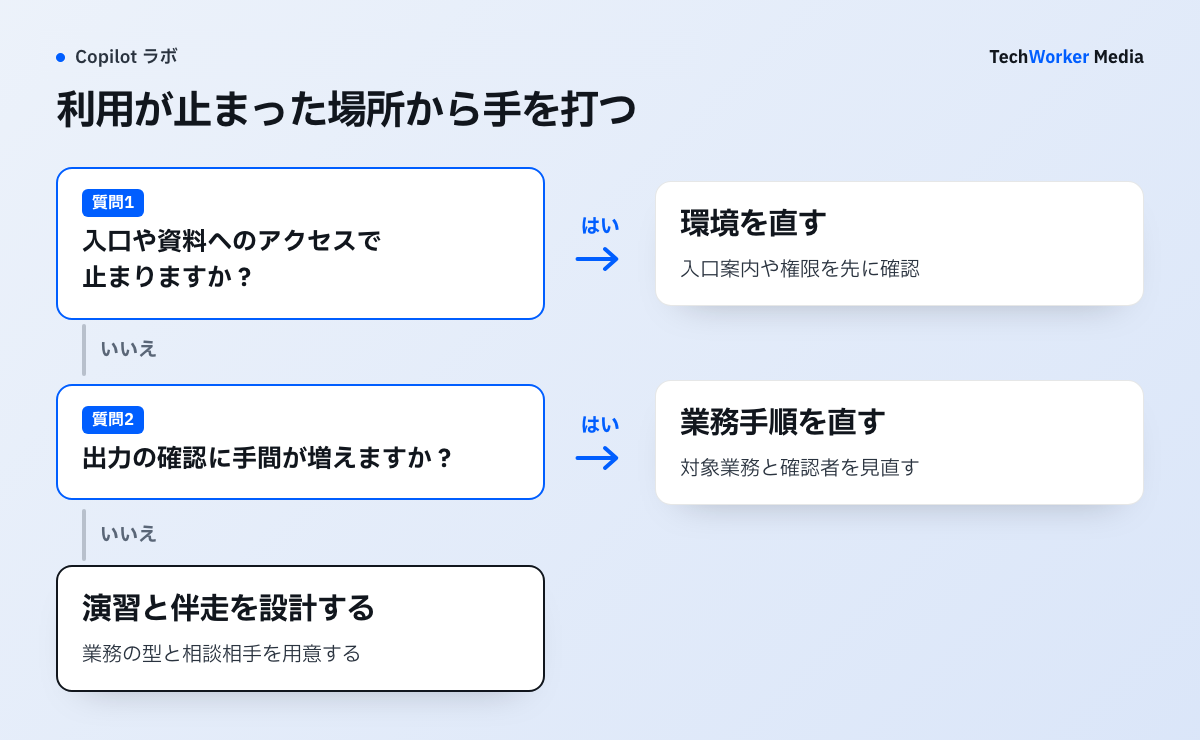 Copilot ラボ
TechWorker Media
利用が止まった場所から手を打つ
質問1
入口や資料へのアクセスで
止まりますか？
はい
環境を直す
入口案内や権限を先に確認
いいえ
質問2
出力の確認に手間が増えますか？
はい
業務手順を直す
対象業務と確認者を見直す
いいえ
演習と伴走を設計する
業務の型と相談相手を用意する